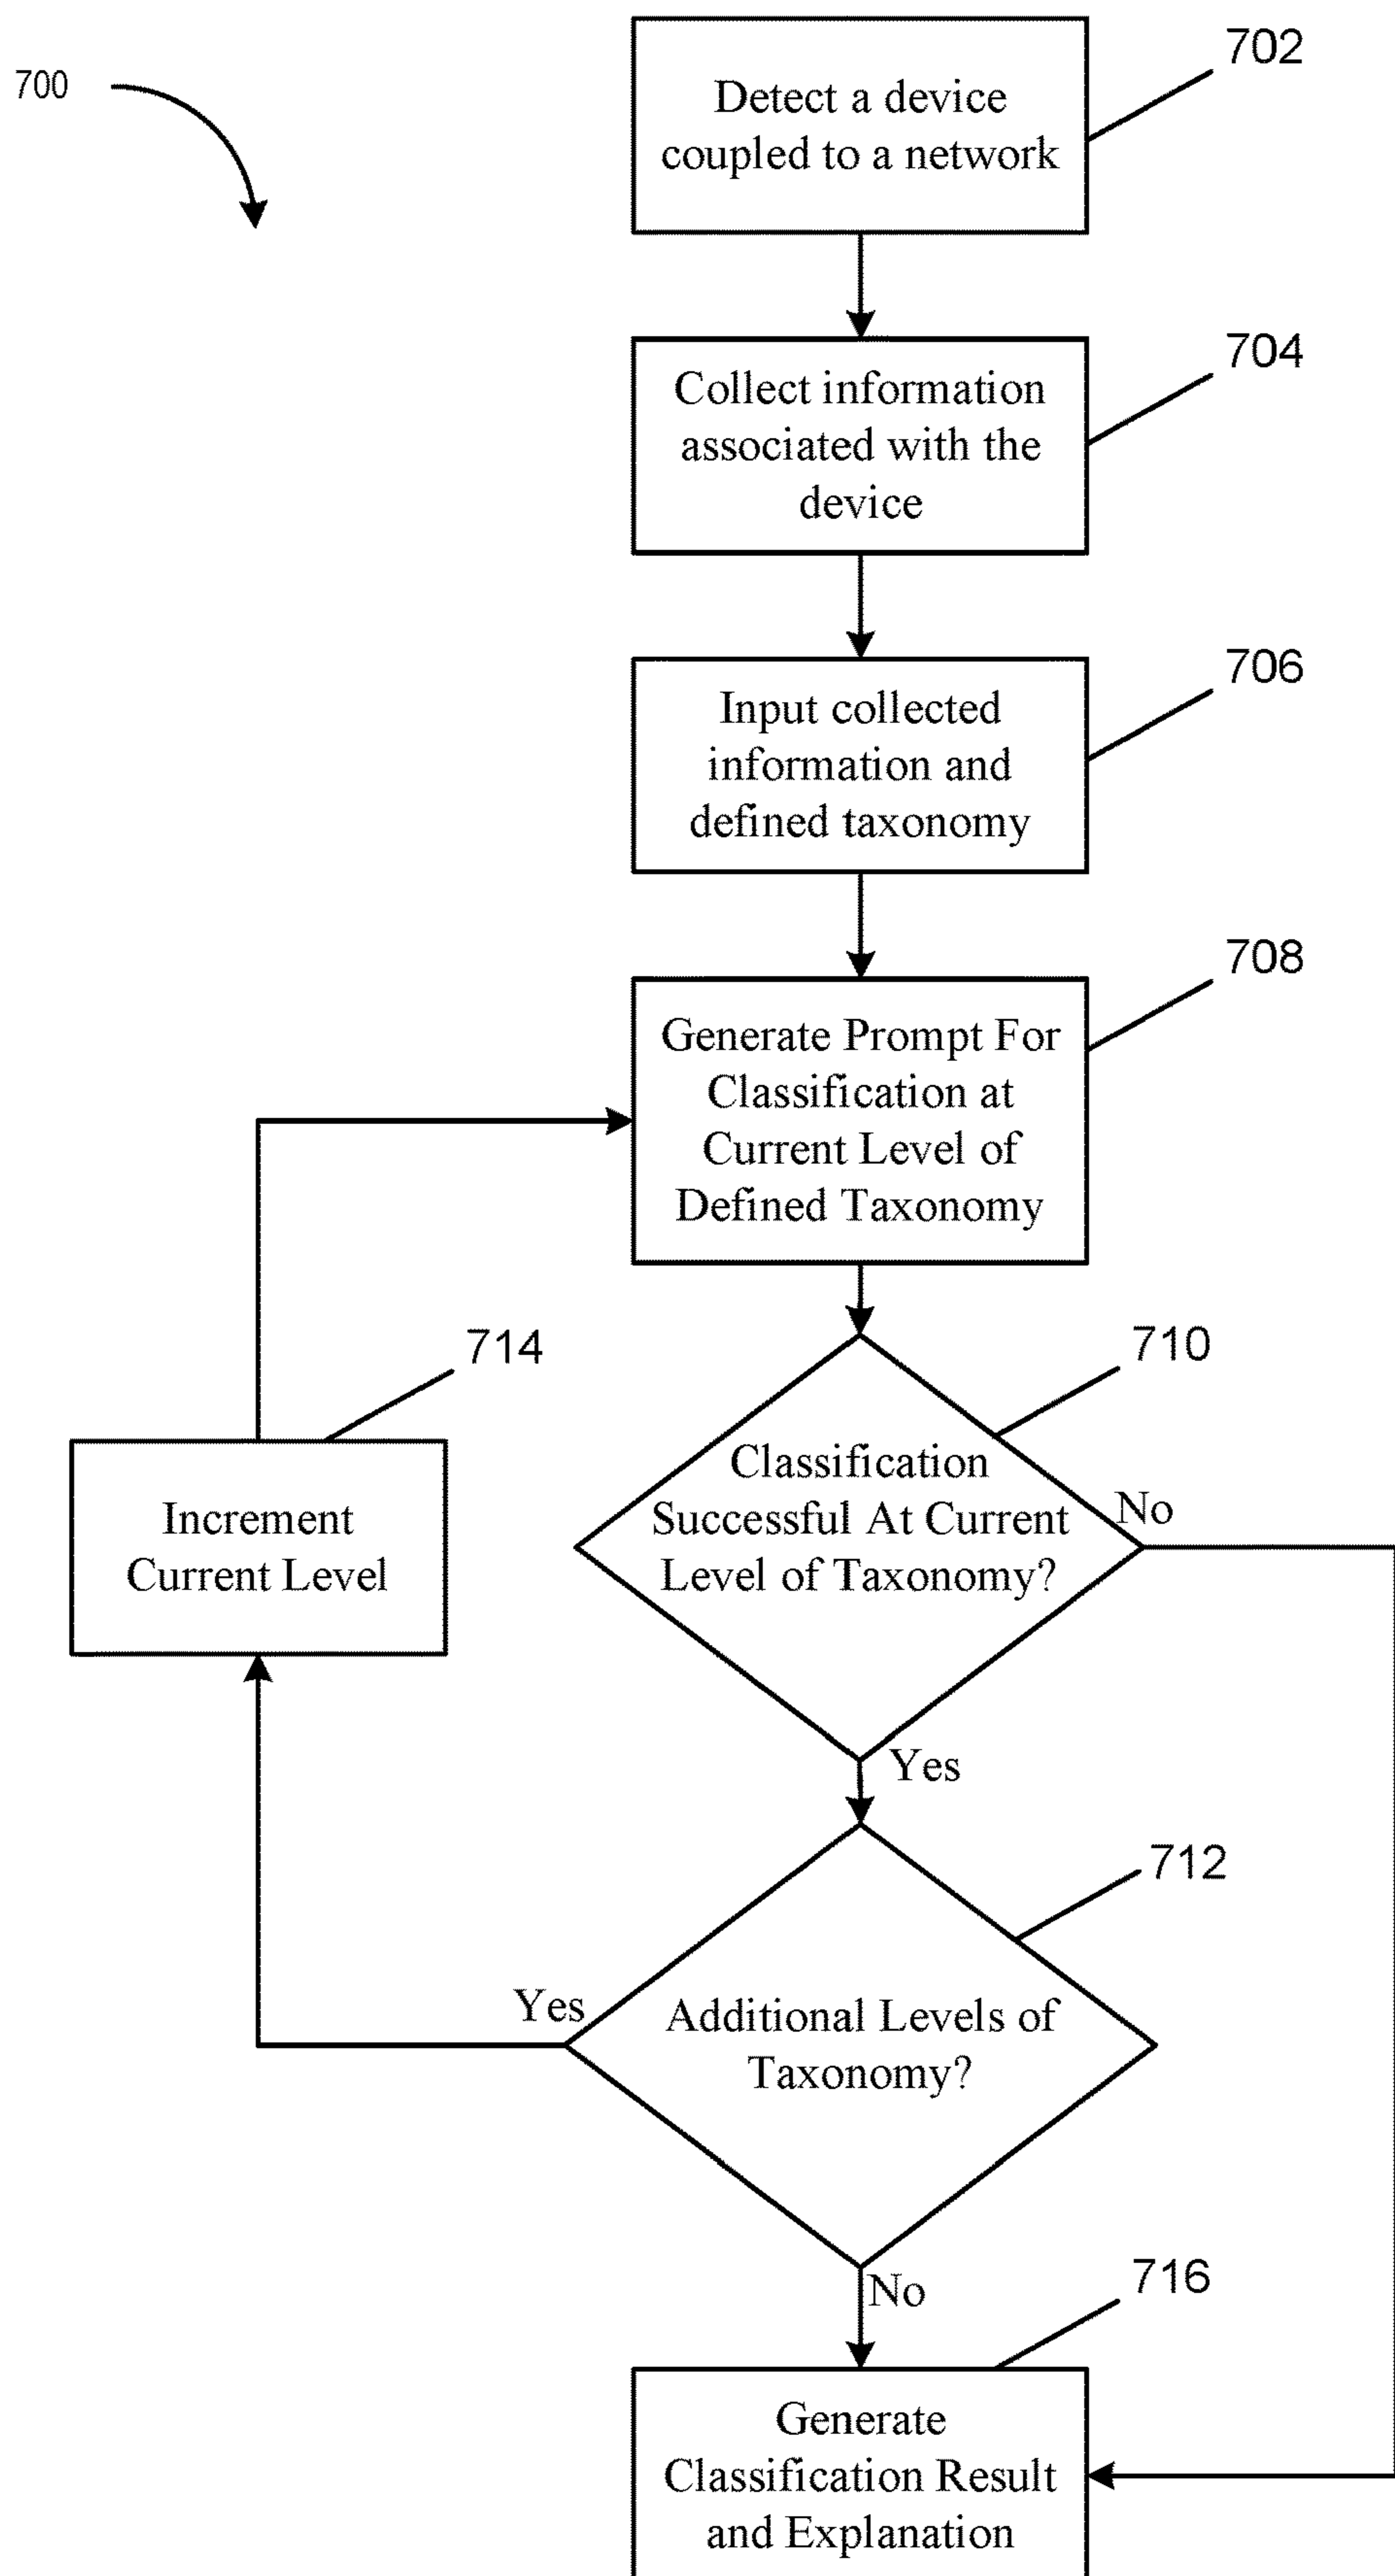 700
702
Detect a device
coupled to a network
704
Collect information
associated with the
device
706
Input collected
information and
defined taxonomy
708
Generate Prompt For
Classification at
Current Level of
Defined Taxonomy
714
710
Increment
Current Level
Classification
Successful At Current
Level of Taxonomy?
No
Yes
712
Yes
Additional Levels of
Taxonomy?
No
716
Generate
Classification Result
and Explanation